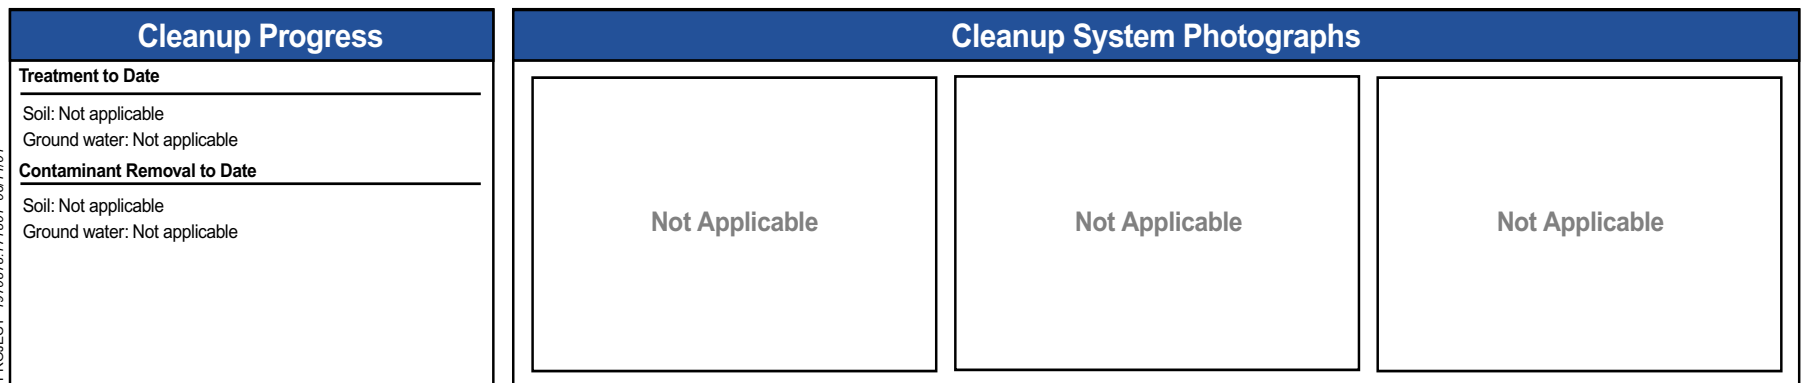 Cleanup Progress
Treatment to Date
Soil: Not applicable
Ground water: Not applicable
Contaminant Removal to Date
Soil: Not applicable
Ground water: Not applicable
Cleanup System Photographs
Not Applicable
Not Applicable
Not Applicable